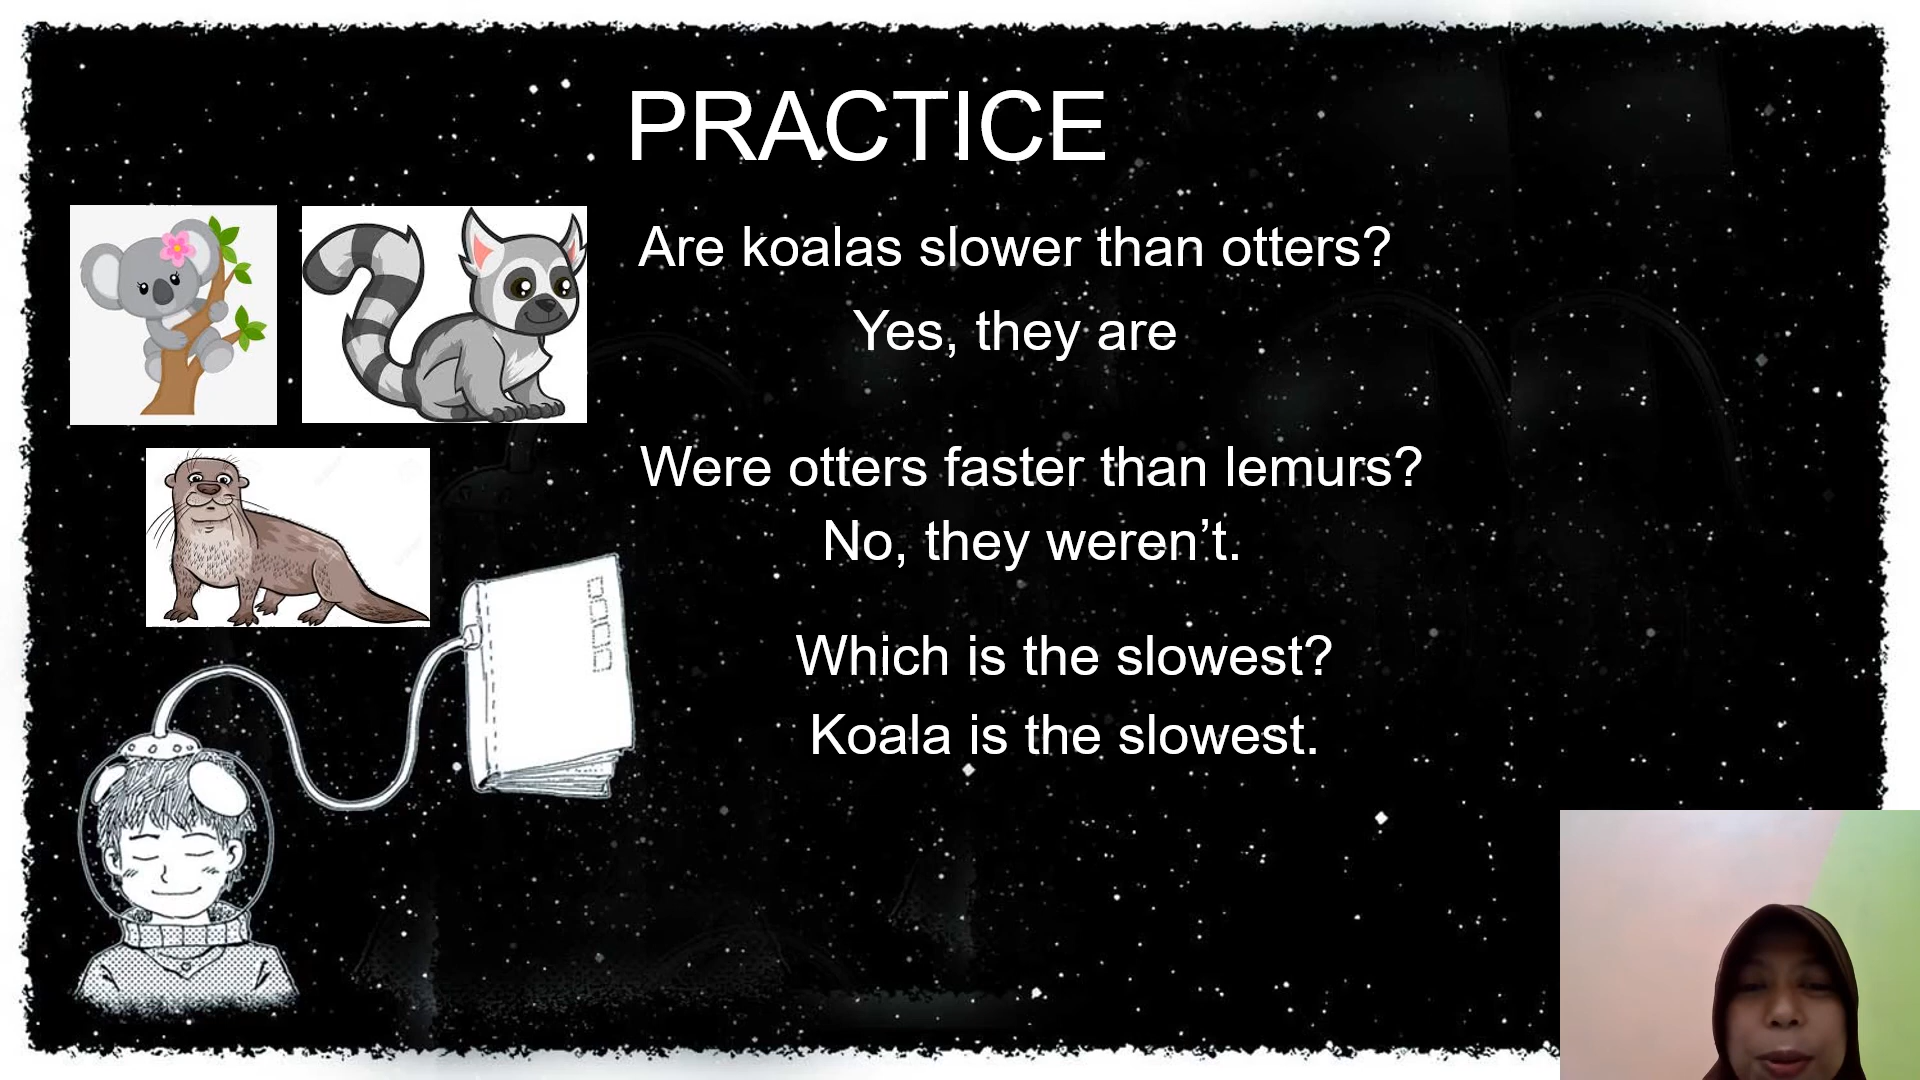 PRACTICE
Are koalas slower than otters?
Yes, they are
Were otters faster than lemurs?
No, they weren’t.
Which is the slowest?
Koala is the slowest.